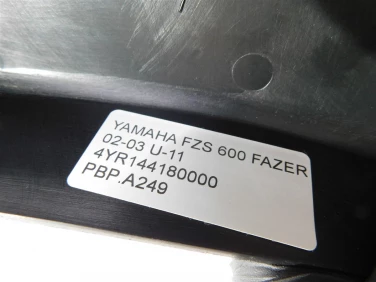 YAMAHA FZS 600 FAZER
02-03 U-11
4YR144180000
PBP.A249